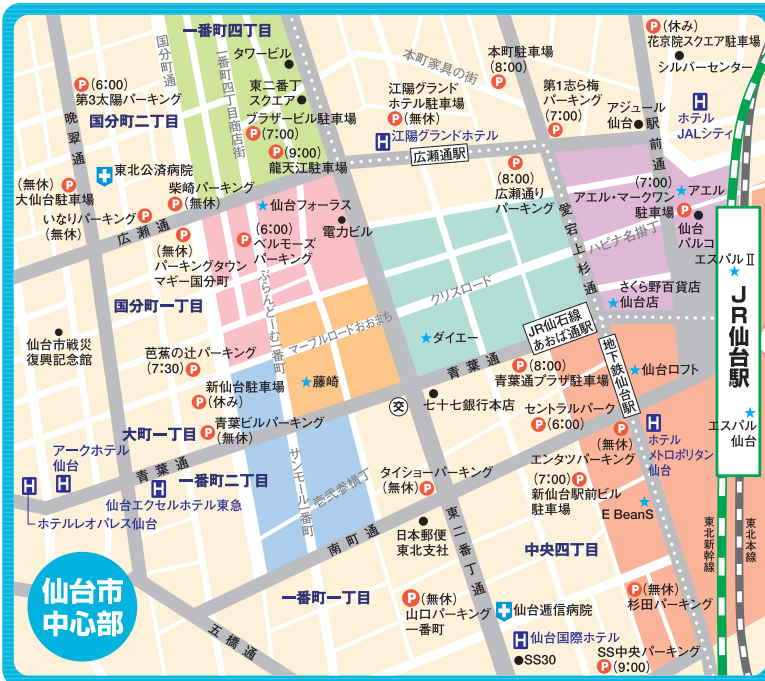 一番町四丁目
国分町通
タワービル
一番町四丁目商店街
東二番丁
スクエア
本町家具の街
本町駐車場
(8:00)
P(休み)
花京院スクエア駐車場
シルバーセンター
P(6:00)
第3太陽パーキング
国分町二丁目
晩翠通
プラザービル駐車場
P(7:00)
P(9:00)
龍天江駐車場
江陽グランド
ホテル駐車場
P(無休)
H江陽グランドホテル
第1志ら梅
パーキング
(7:00)
P
アジュール
仙台
駅前通
H
ホテル
JALシティ
広瀬通駅
東北公済病院
(無休)P
大仙台駐車場
柴崎パーキング
P(無休)
いなりパーキング
(無休)
P
広瀬通
P
(無休)
パーキングタウン
マギー国分町
仙台フォーラス
電力ビル
P(6:00)
ベルモーズ
パーキング
P
(8:00)
広瀬通り
パーキング
愛宕上杉通
アエル
(7:00)
アエル・マークワン
駐車場P
仙台
パルコ
ハピナ名掛丁
エスパルⅡ
JR仙台駅
さくら野百貨店
仙台店
国分町一丁目
ぶらんどーむ一番町
マーブルロードおおまち
クリスロード
ダイエー
JR仙石線
あおば通駅
地下鉄仙台駅
仙台市戦災
復興記念館
芭蕉の辻パーキング
(7:30)P
新仙台駐車場
P(休み)
藤崎
青葉通
P(8:00)
青葉通プラザ駐車場
仙台ロフト
エスパル
仙台
交
七十七銀行本店
セントラルパーク
P(6:00)
P
(無休)
エンタツパーキング
H
ホテル
メトロポリタン
仙台
大町一丁目
P青葉ビルパーキング
(無休)
アークホテル
仙台
H
H
青葉通
一番町二丁目
H
仙台エクセルホテル東急
ホテルレオパレス仙台
サンモール一番町
壱弐参横丁
タイショーパーキング
(無休)P
(7:00)P
新仙台駅前ビル
駐車場
E BeanS
南町通
日本郵便
東北支社
東二番丁通
中央四丁目
東北新幹線
東北本線
仙台市
中心部
一番町一丁目
五橋通
P(無休)
山口パーキング
一番町
仙台逓信病院
H仙台国際ホテル
SS30
P(無休)
杉田パーキング
SS中央パーキング
P(9:00)